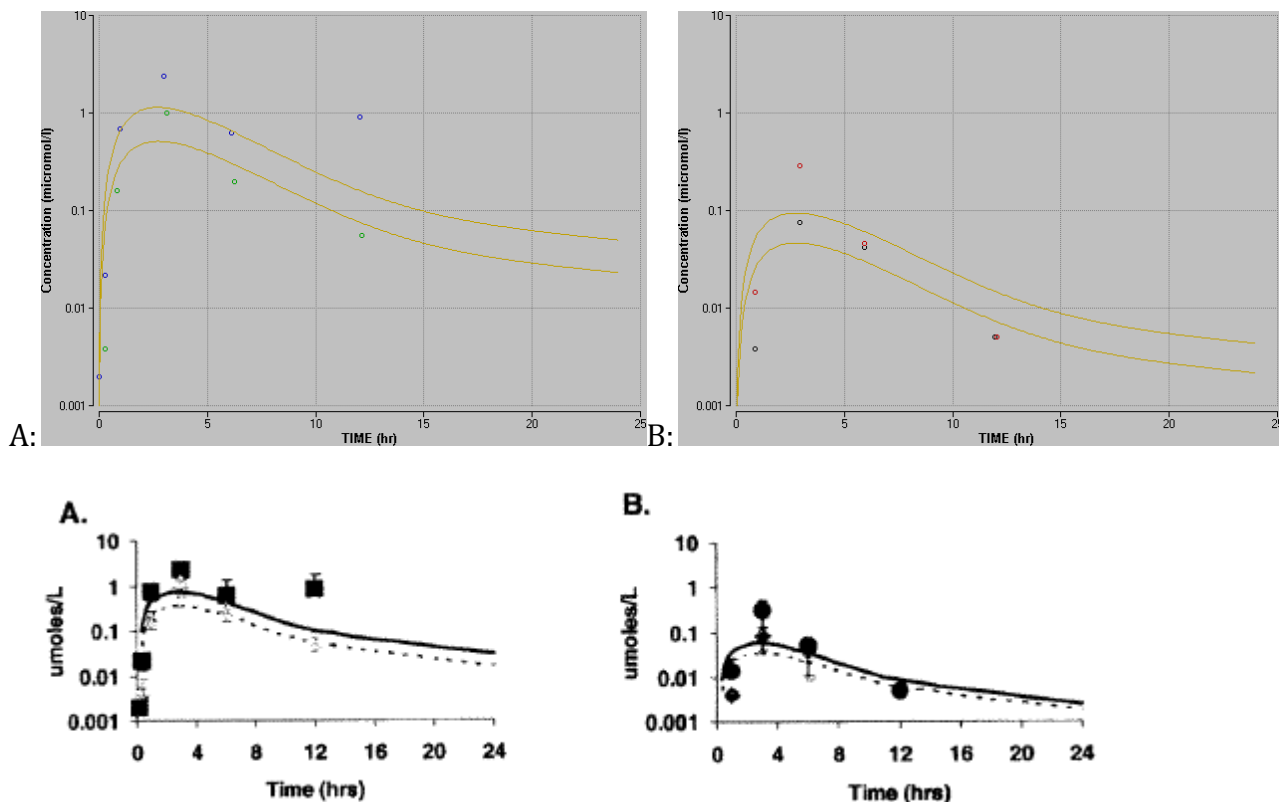 10
1
0.1
0.01
0.001
Concentration (micromol/l)
0
5
10
15
20
25
TIME (hr)
A:
10
1
0.1
0.01
0.001
Concentration (micromol/l)
0
5
10
15
20
25
TIME (hr)
B:
A.
10
1
0.1
0.01
0.001
umoles/L
0 4 8 12 16 20 24
Time (hrs)
B.
10
1
0.1
0.01
0.001
umoles/L
0 4 8 12 16 20 24
Time (hrs)